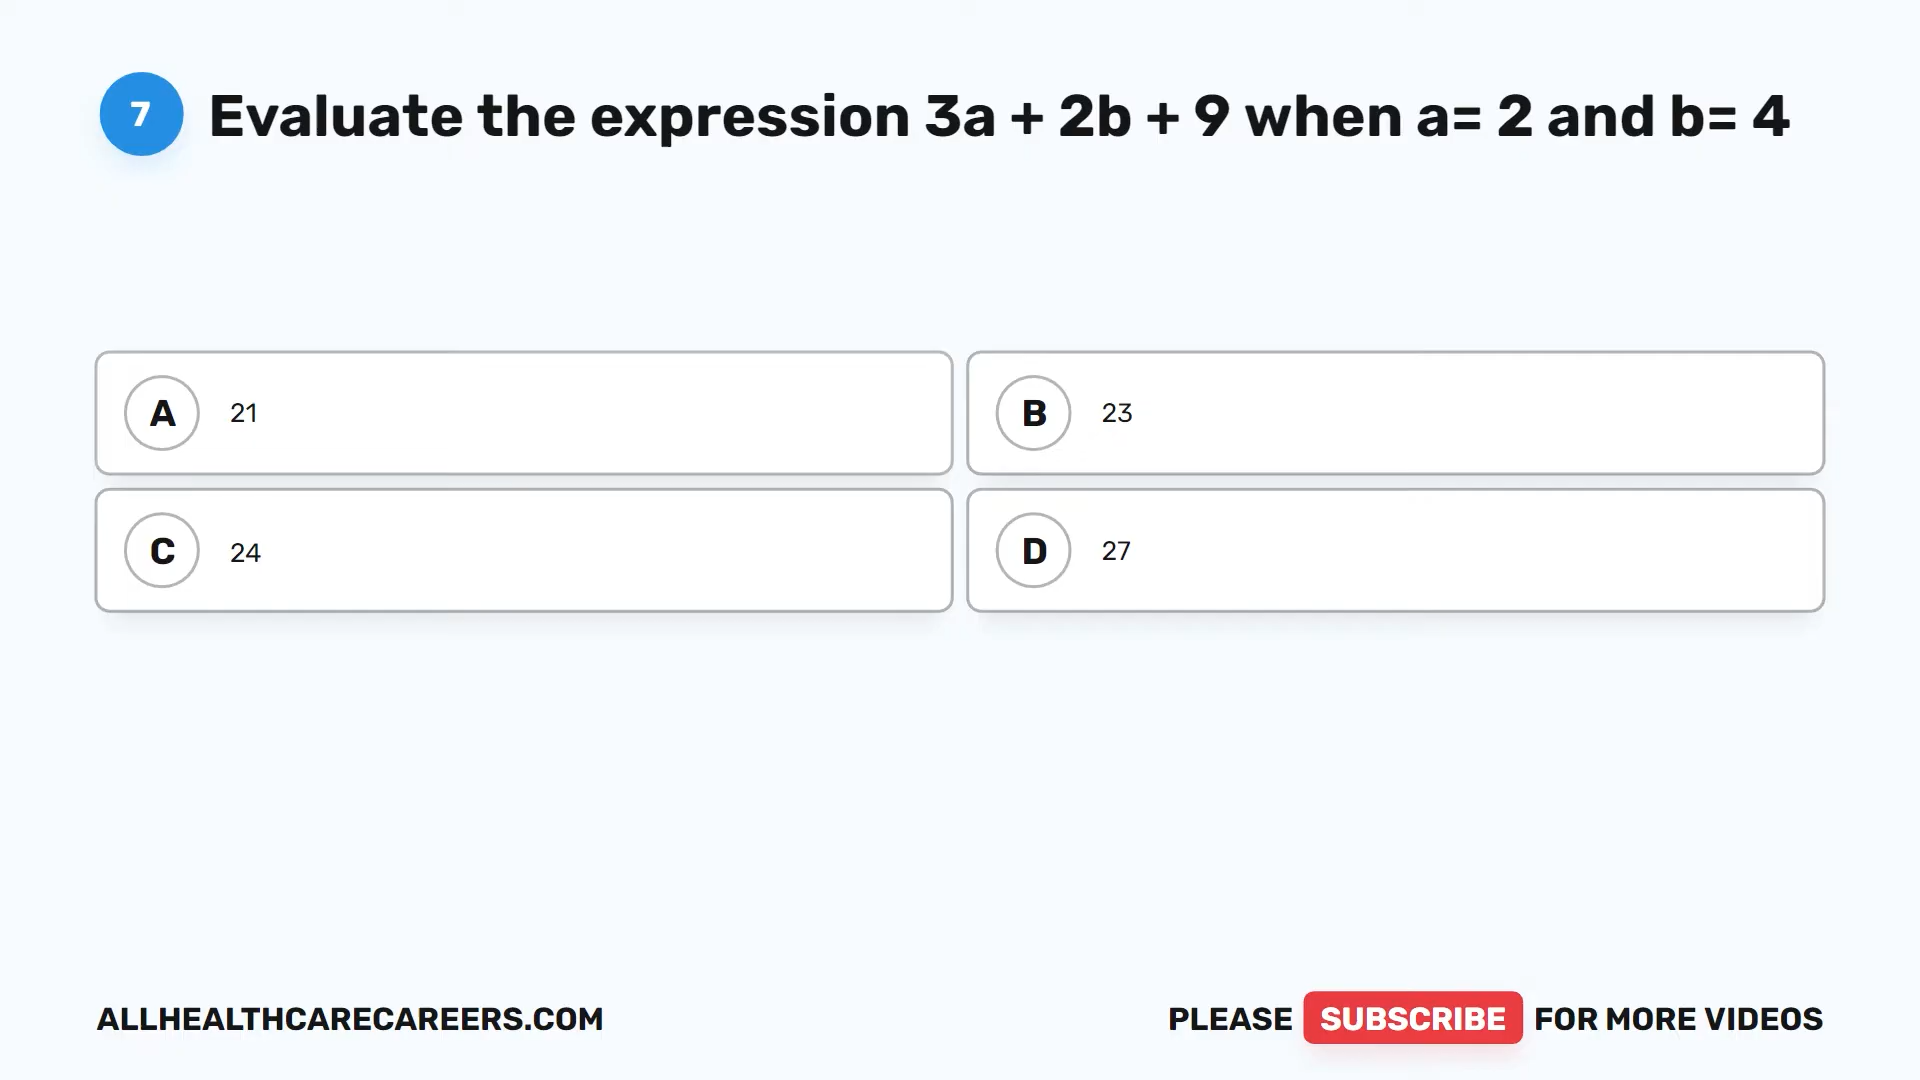 7 Evaluate the expression 3a + 2b + 9 when a= 2 and b= 4
A 21
B 23
C 24
D 27
ALLHEALTHCARECAREERS.COM
PLEASE SUBSCRIBE FOR MORE VIDEOS